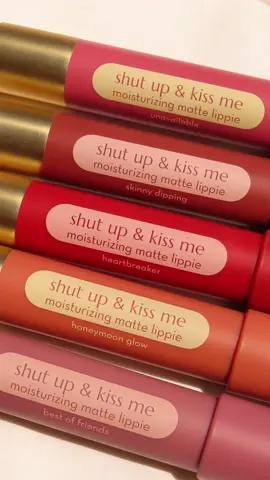 shut up & kiss me
moisturizing matte lippie
una-vailable
shut up & kiss me
moisturizing matte lippie
skinny dipping
shut up & kiss me
moisturizing matte lippie
heartbreaker
shut up & kiss me
moisturizing matte lippie
honeymoon glow
shut up & kiss me
moisturizing matte lippie
best of friends